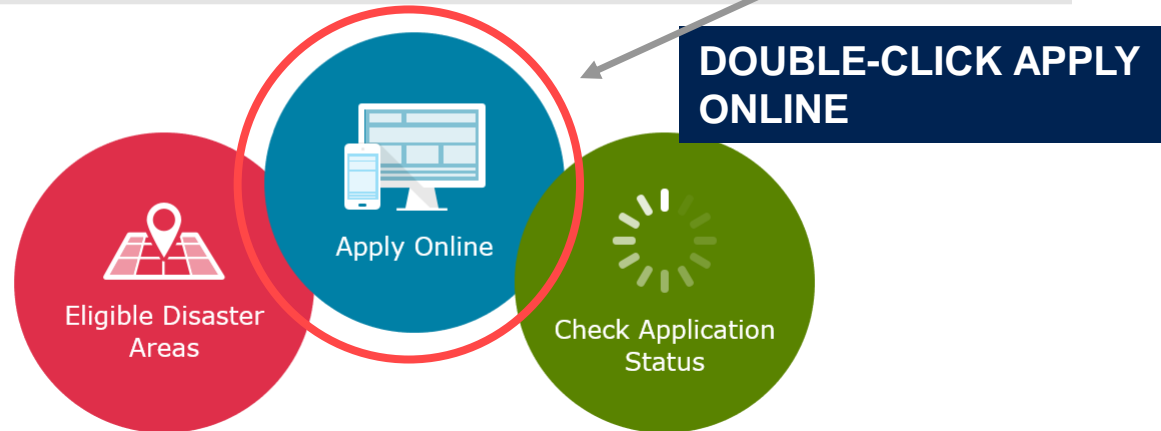 DOUBLE-CLICK APPLY
ONLINE
Apply Online
Eligible Disaster
Areas
Check Application
Status